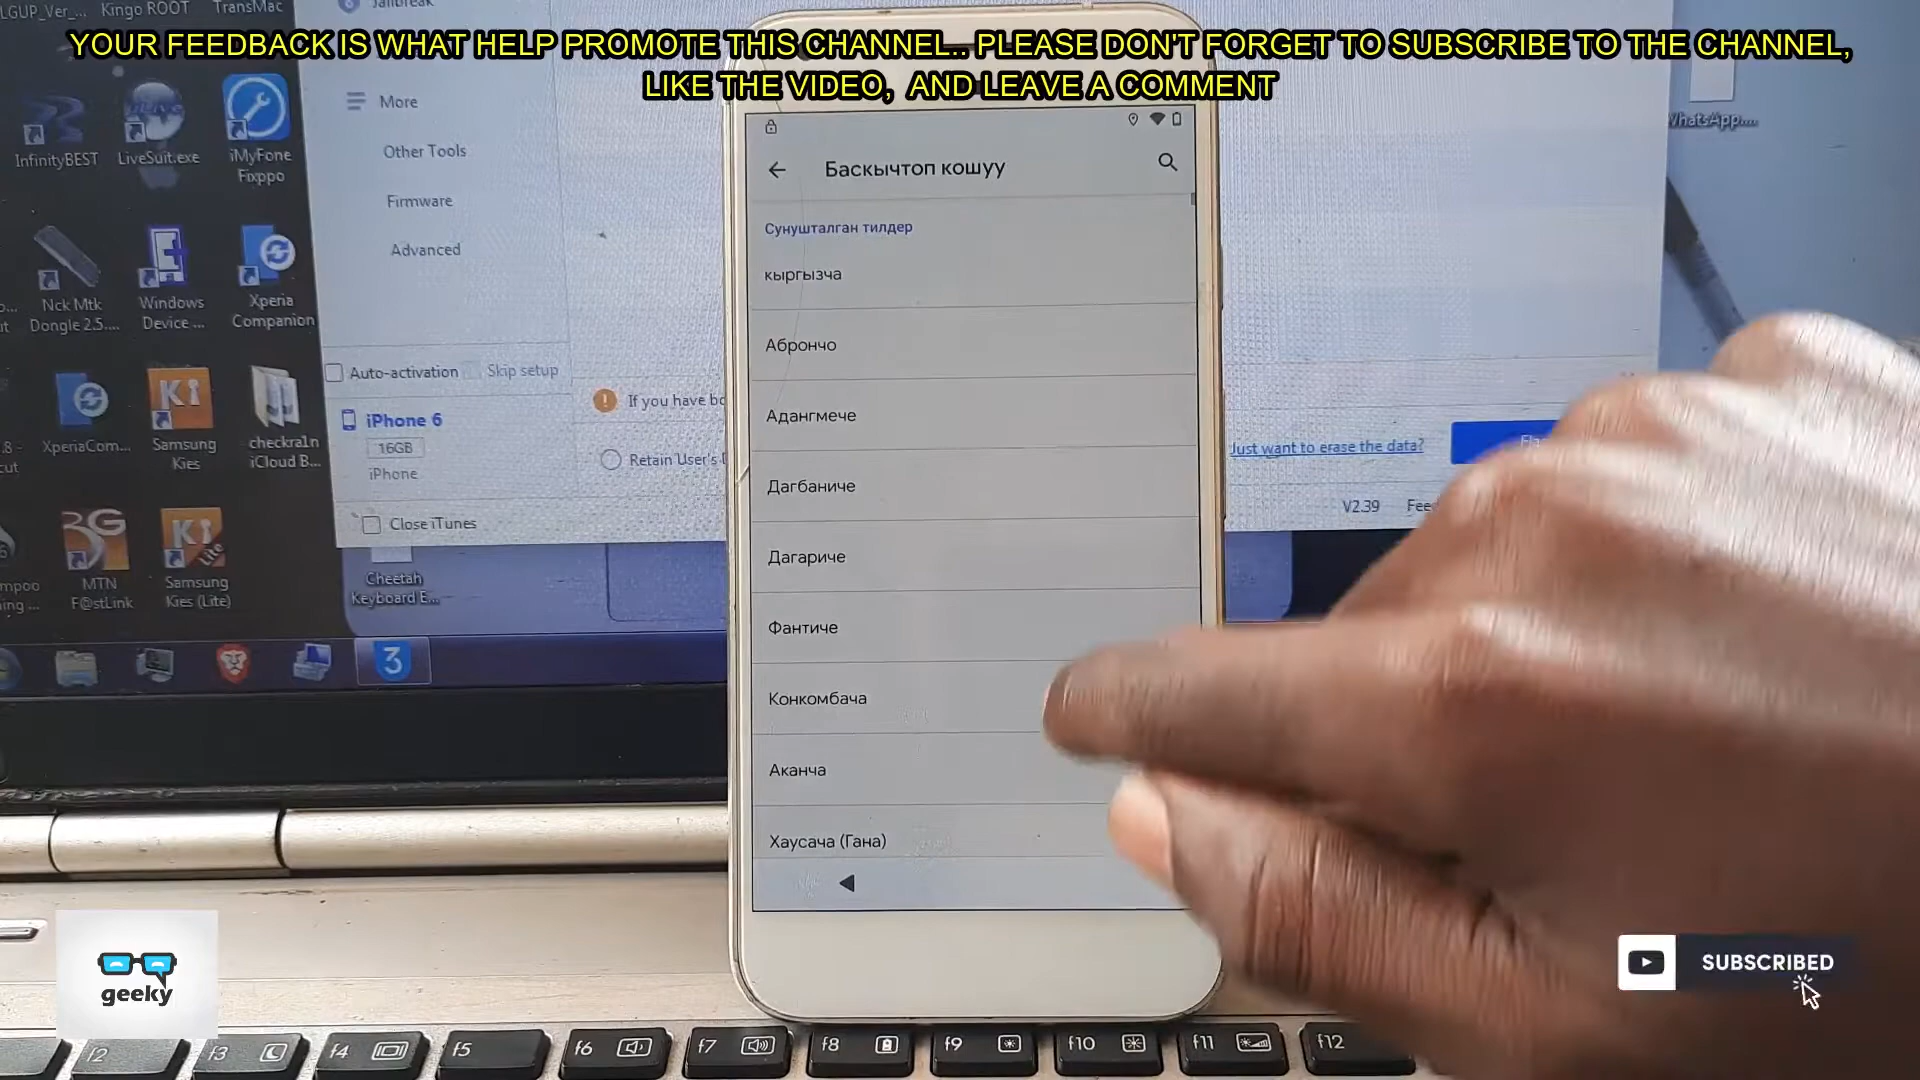 YOUR FEEDBACK IS WHAT HELP PROMOTE THIS CHANNEL.. PLEASE DON'T FORGET TO SUBSCRIBE TO THE CHANNEL,
LIKE THE VIDEO, AND LEAVE A COMMENT
LGUP_Ver_...
Kingo ROOT
TransMac
Jailbreak
InfinityBEST
LiveSuit.exe
iMyFone
Fixppo
Nck Mtk
Dongle 2.5....
Windows
Device ...
Xperia
Companion
XperiaCom...
Samsung
Kies
checkra1n
iCloud B...
MTN
F@stLink
Samsung
Kies (Lite)
More
Other Tools
Firmware
Advanced
Auto-activation
Skip setup
iPhone 6
16GB
iPhone
Close iTunes
Cheetah
Keyboard E...
If you have
Retain User's
Just want to erase the data?
V2.39
WhatsApp....
Баскычтоп кошуу
Сунушталган тилдер
кыргызча
Абрончо
Адангмече
Дагбаниче
Дагариче
Фантиче
Конкомбача
Аканча
Хаусача (Гана)
geeky
SUBSCRIBED
f2
f3
f4
f5
f6
f7
f8
f9
f10
f11
f12